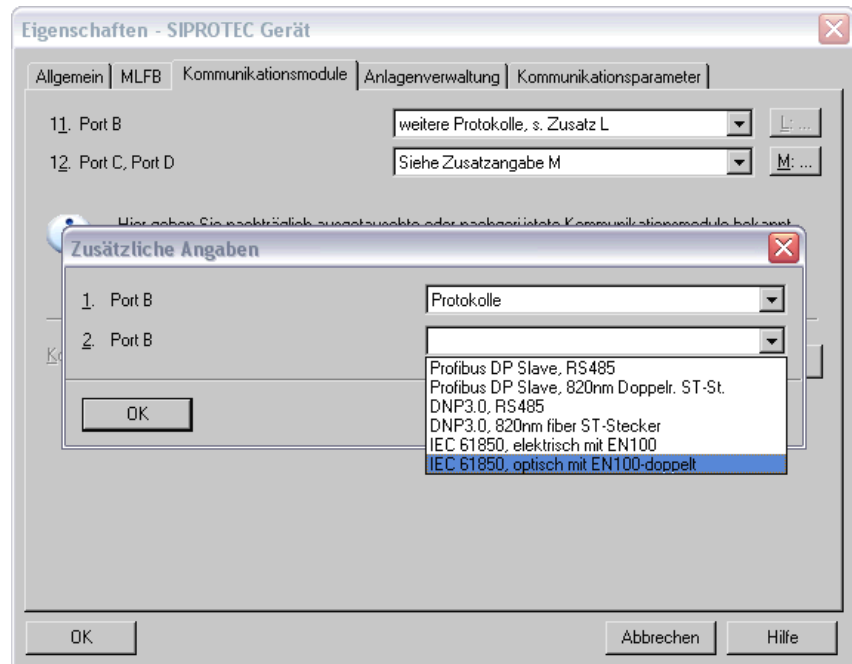 Eigenschaften - SIPROTEC Gerät
Allgemein MLFB Kommunikationsmodule Anlagenverwaltung Kommunikationsparameter
11. Port B weitere Protokolle, s. Zusatz L L: ...
12. Port C, Port D Siehe Zusatzangabe M M: ...
Hier geben Sie nachträglich ausgetauschte oder nachgerüstete Kommunikationsmodule bekannt
Zusätzliche Angaben
1. Port B Protokolle
2. Port B
Profibus DP Slave, RS485
Profibus DP Slave, 820nm Doppelr. ST-St.
DNP3.0, RS485
DNP3.0, 820nm fiber ST-Stecker
IEC 61850, elektrisch mit EN100
IEC 61850, optisch mit EN100-doppelt
OK
OK Abbrechen Hilfe